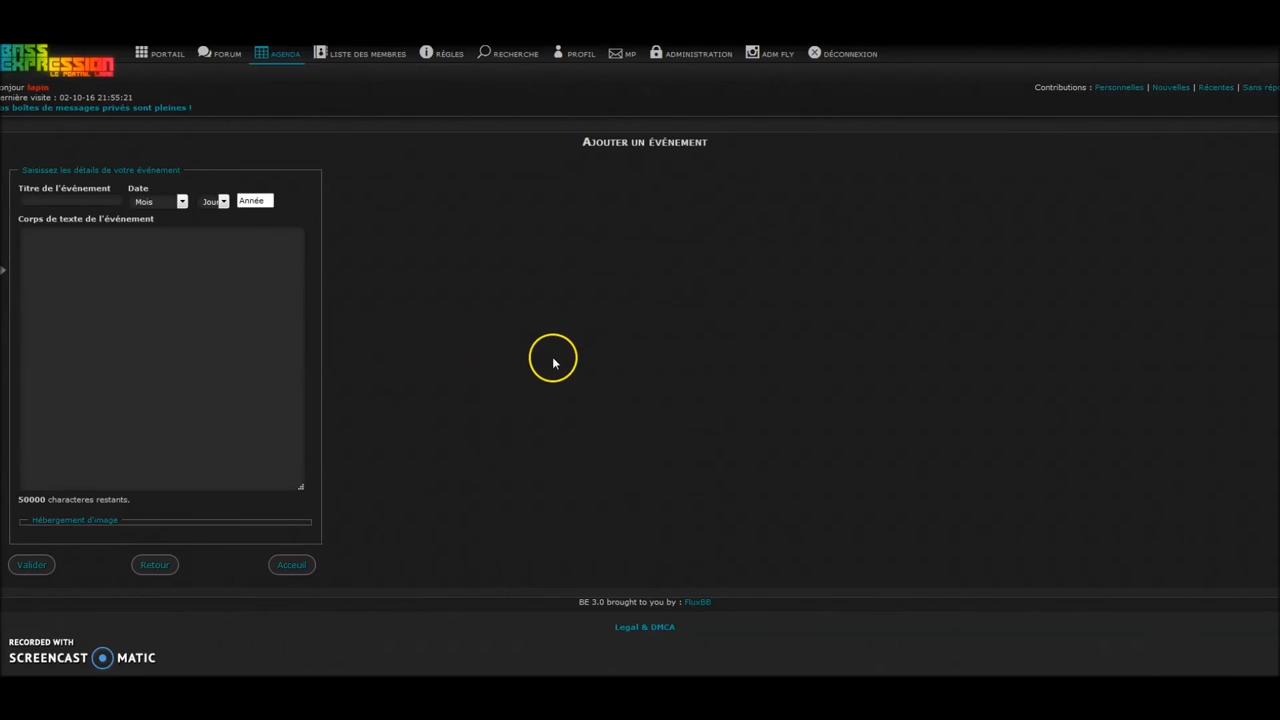 BASS
EXPRESSION
LE PORTAIL LIBRE
PORTAIL FORUM AGENDA LISTE DES MEMBRES RÈGLES RECHERCHE PROFIL MP ADMINISTRATION ADM FLY DÉCONNEXION
onjour lapin
ernière visite : 02-10-16 21:55:21
os boîtes de messages privés sont pleines !
Contributions : Personnelles | Nouvelles | Récentes | Sans rép
AJOUTER UN ÉVÉNEMENT
Saisissez les détails de votre événement
Titre de l'événement Date
Mois Jour Année
Corps de texte de l'événement
50000 characteres restants.
Hébergement d'image
Valider Retour Acceuil
BE 3.0 brought to you by : FluxBB
Legal & DMCA
RECORDED WITH
SCREENCAST MATIC